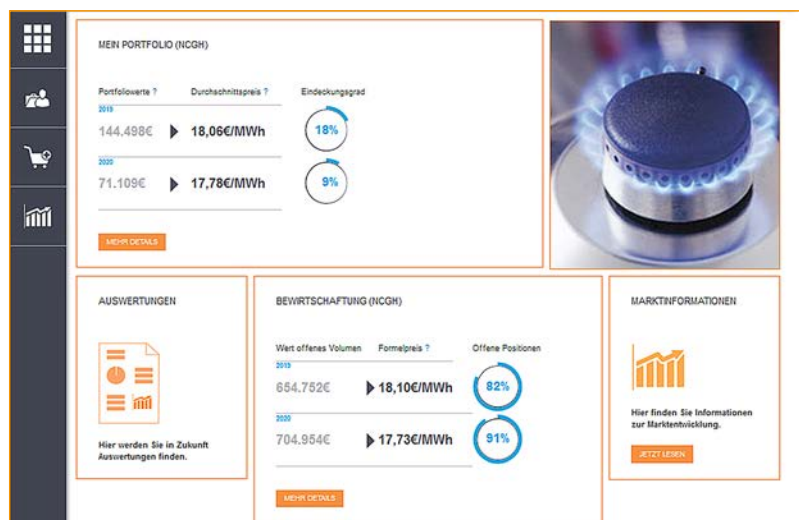 MEIN PORTFOLIO (NCGH)
Portfoliowerte ? Durchschnittspreis ? Eindeckungsgrad
2019
144.498€ 18,06€/MWh 18%
2020
71.109€ 17,78€/MWh 9%
MEHR DETAILS
AUSWERTUNGEN
Hier werden Sie in Zukunft
Auswertungen finden.
BEWIRTSCHAFTUNG (NCGH)
Wert offenes Volumen Formelpreis ? Offene Positionen
2019
654.752€ 18,10€/MWh 82%
2020
704.954€ 17,73€/MWh 91%
MEHR DETAILS
MARKTINFORMATIONEN
Hier finden Sie Informationen
zur Marktentwicklung.
JETZT LESEN